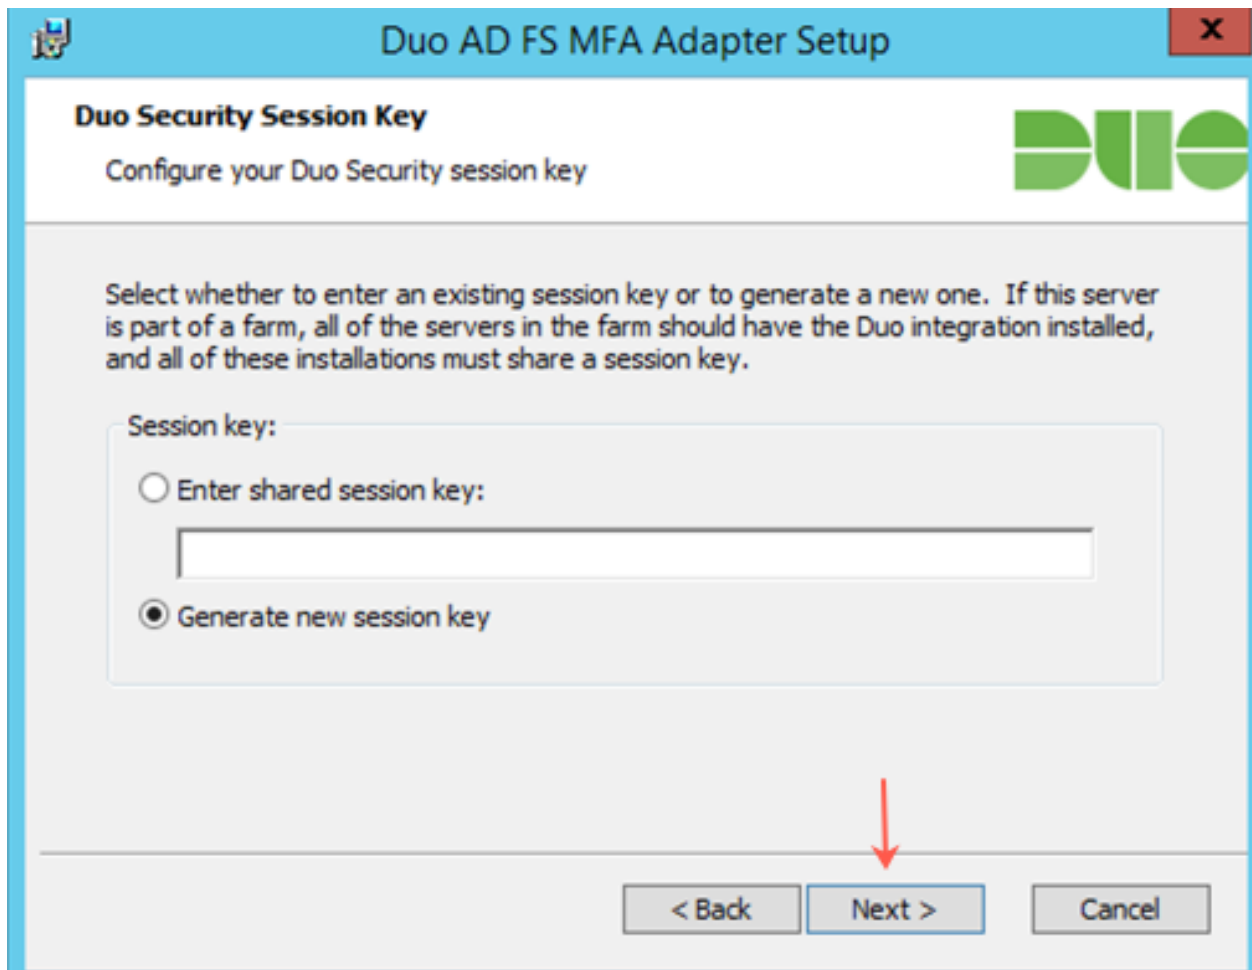 Duo AD FS MFA Adapter Setup
x
Duo Security Session Key
Configure your Duo Security session key
DUO
Select whether to enter an existing session key or to generate a new one.  If this server
is part of a farm, all of the servers in the farm should have the Duo integration installed,
and all of these installations must share a session key.
Session key:
Enter shared session key:
Generate new session key
< Back
Next >
Cancel